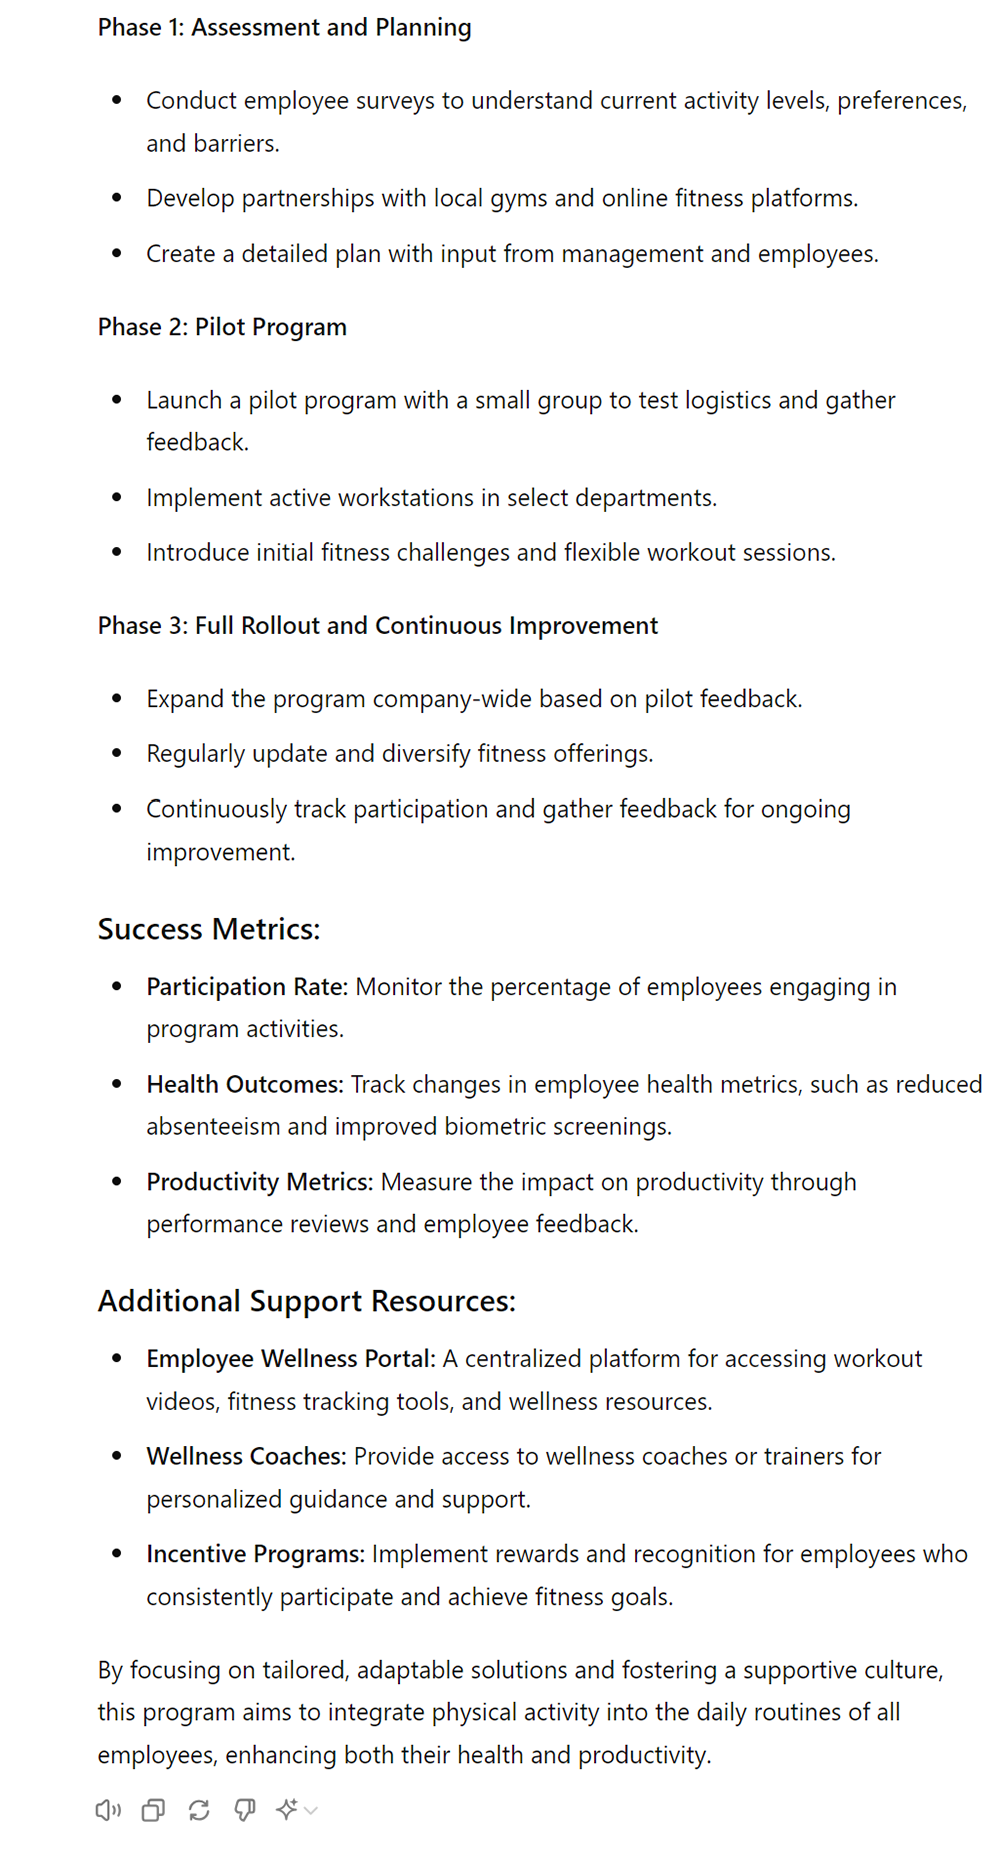 Phase 1: Assessment and Planning
Conduct employee surveys to understand current activity levels, preferences,
and barriers.
Develop partnerships with local gyms and online fitness platforms.
Create a detailed plan with input from management and employees.
Phase 2: Pilot Program
Launch a pilot program with a small group to test logistics and gather
feedback.
Implement active workstations in select departments.
Introduce initial fitness challenges and flexible workout sessions.
Phase 3: Full Rollout and Continuous Improvement
Expand the program company-wide based on pilot feedback.
Regularly update and diversify fitness offerings.
Continuously track participation and gather feedback for ongoing
improvement.
Success Metrics:
Participation Rate: Monitor the percentage of employees engaging in
program activities.
Health Outcomes: Track changes in employee health metrics, such as reduced
absenteeism and improved biometric screenings.
Productivity Metrics: Measure the impact on productivity through
performance reviews and employee feedback.
Additional Support Resources:
Employee Wellness Portal: A centralized platform for accessing workout
videos, fitness tracking tools, and wellness resources.
Wellness Coaches: Provide access to wellness coaches or trainers for
personalized guidance and support.
Incentive Programs: Implement rewards and recognition for employees who
consistently participate and achieve fitness goals.
By focusing on tailored, adaptable solutions and fostering a supportive culture,
this program aims to integrate physical activity into the daily routines of all
employees, enhancing both their health and productivity.